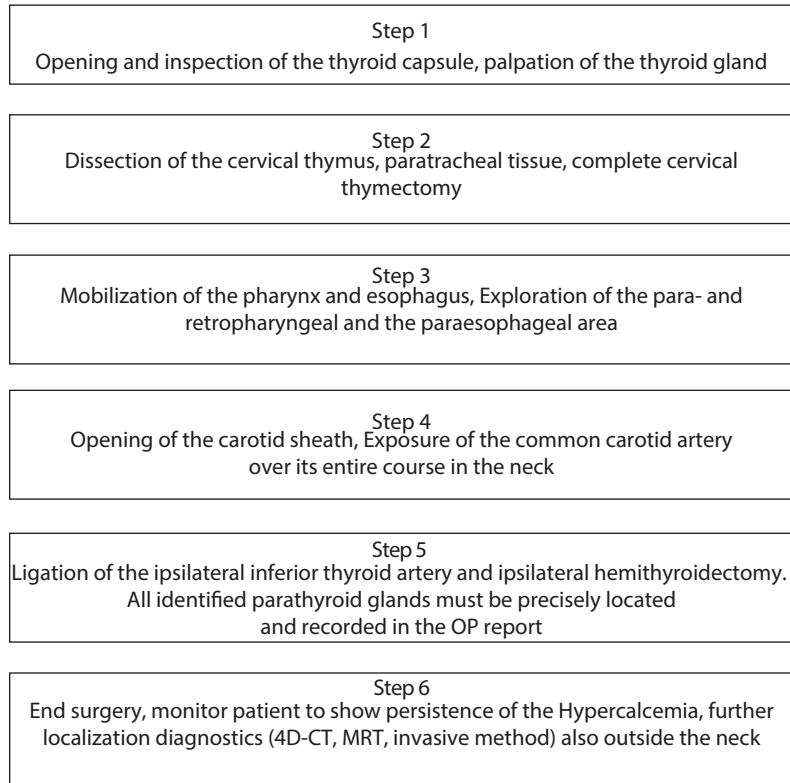 Step 1
Opening and inspection of the thyroid capsule, palpation of the thyroid gland
Step 2
Dissection of the cervical thymus, paratracheal tissue, complete cervical
thymectomy
Step 3
Mobilization of the pharynx and esophagus, Exploration of the para- and
retropharyngeal and the paraesophageal area
Step 4
Opening of the carotid sheath, Exposure of the common carotid artery
over its entire course in the neck
Step 5
Ligation of the ipsilateral inferior thyroid artery and ipsilateral hemithyroidectomy.
All identified parathyroid glands must be precisely located
and recorded in the OP report
Step 6
End surgery, monitor patient to show persistence of the Hypercalcemia, further
localization diagnostics (4D-CT, MRT, invasive method) also outside the neck